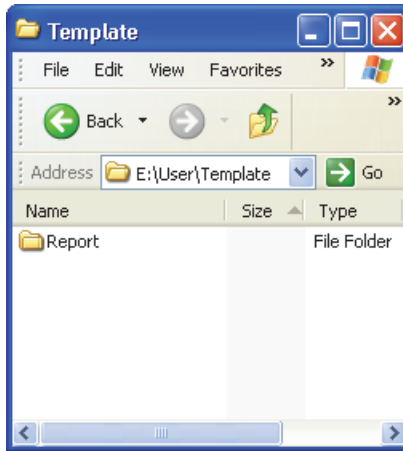 Template
File Edit View Favorites »
Back »
Address E:\User\Template Go
Name Size Type
Report File Folder